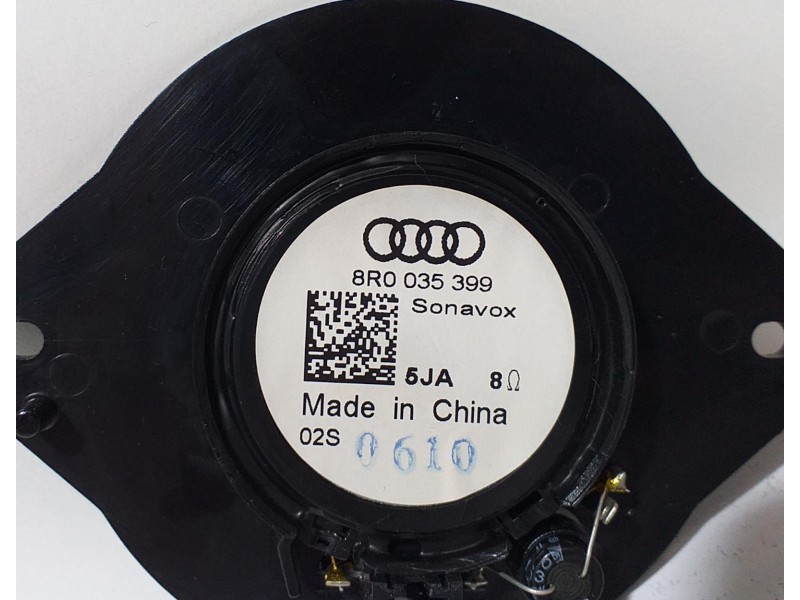 8R0 035 399
Sonavox
5JA 8Ω
Made in China
02S 0610